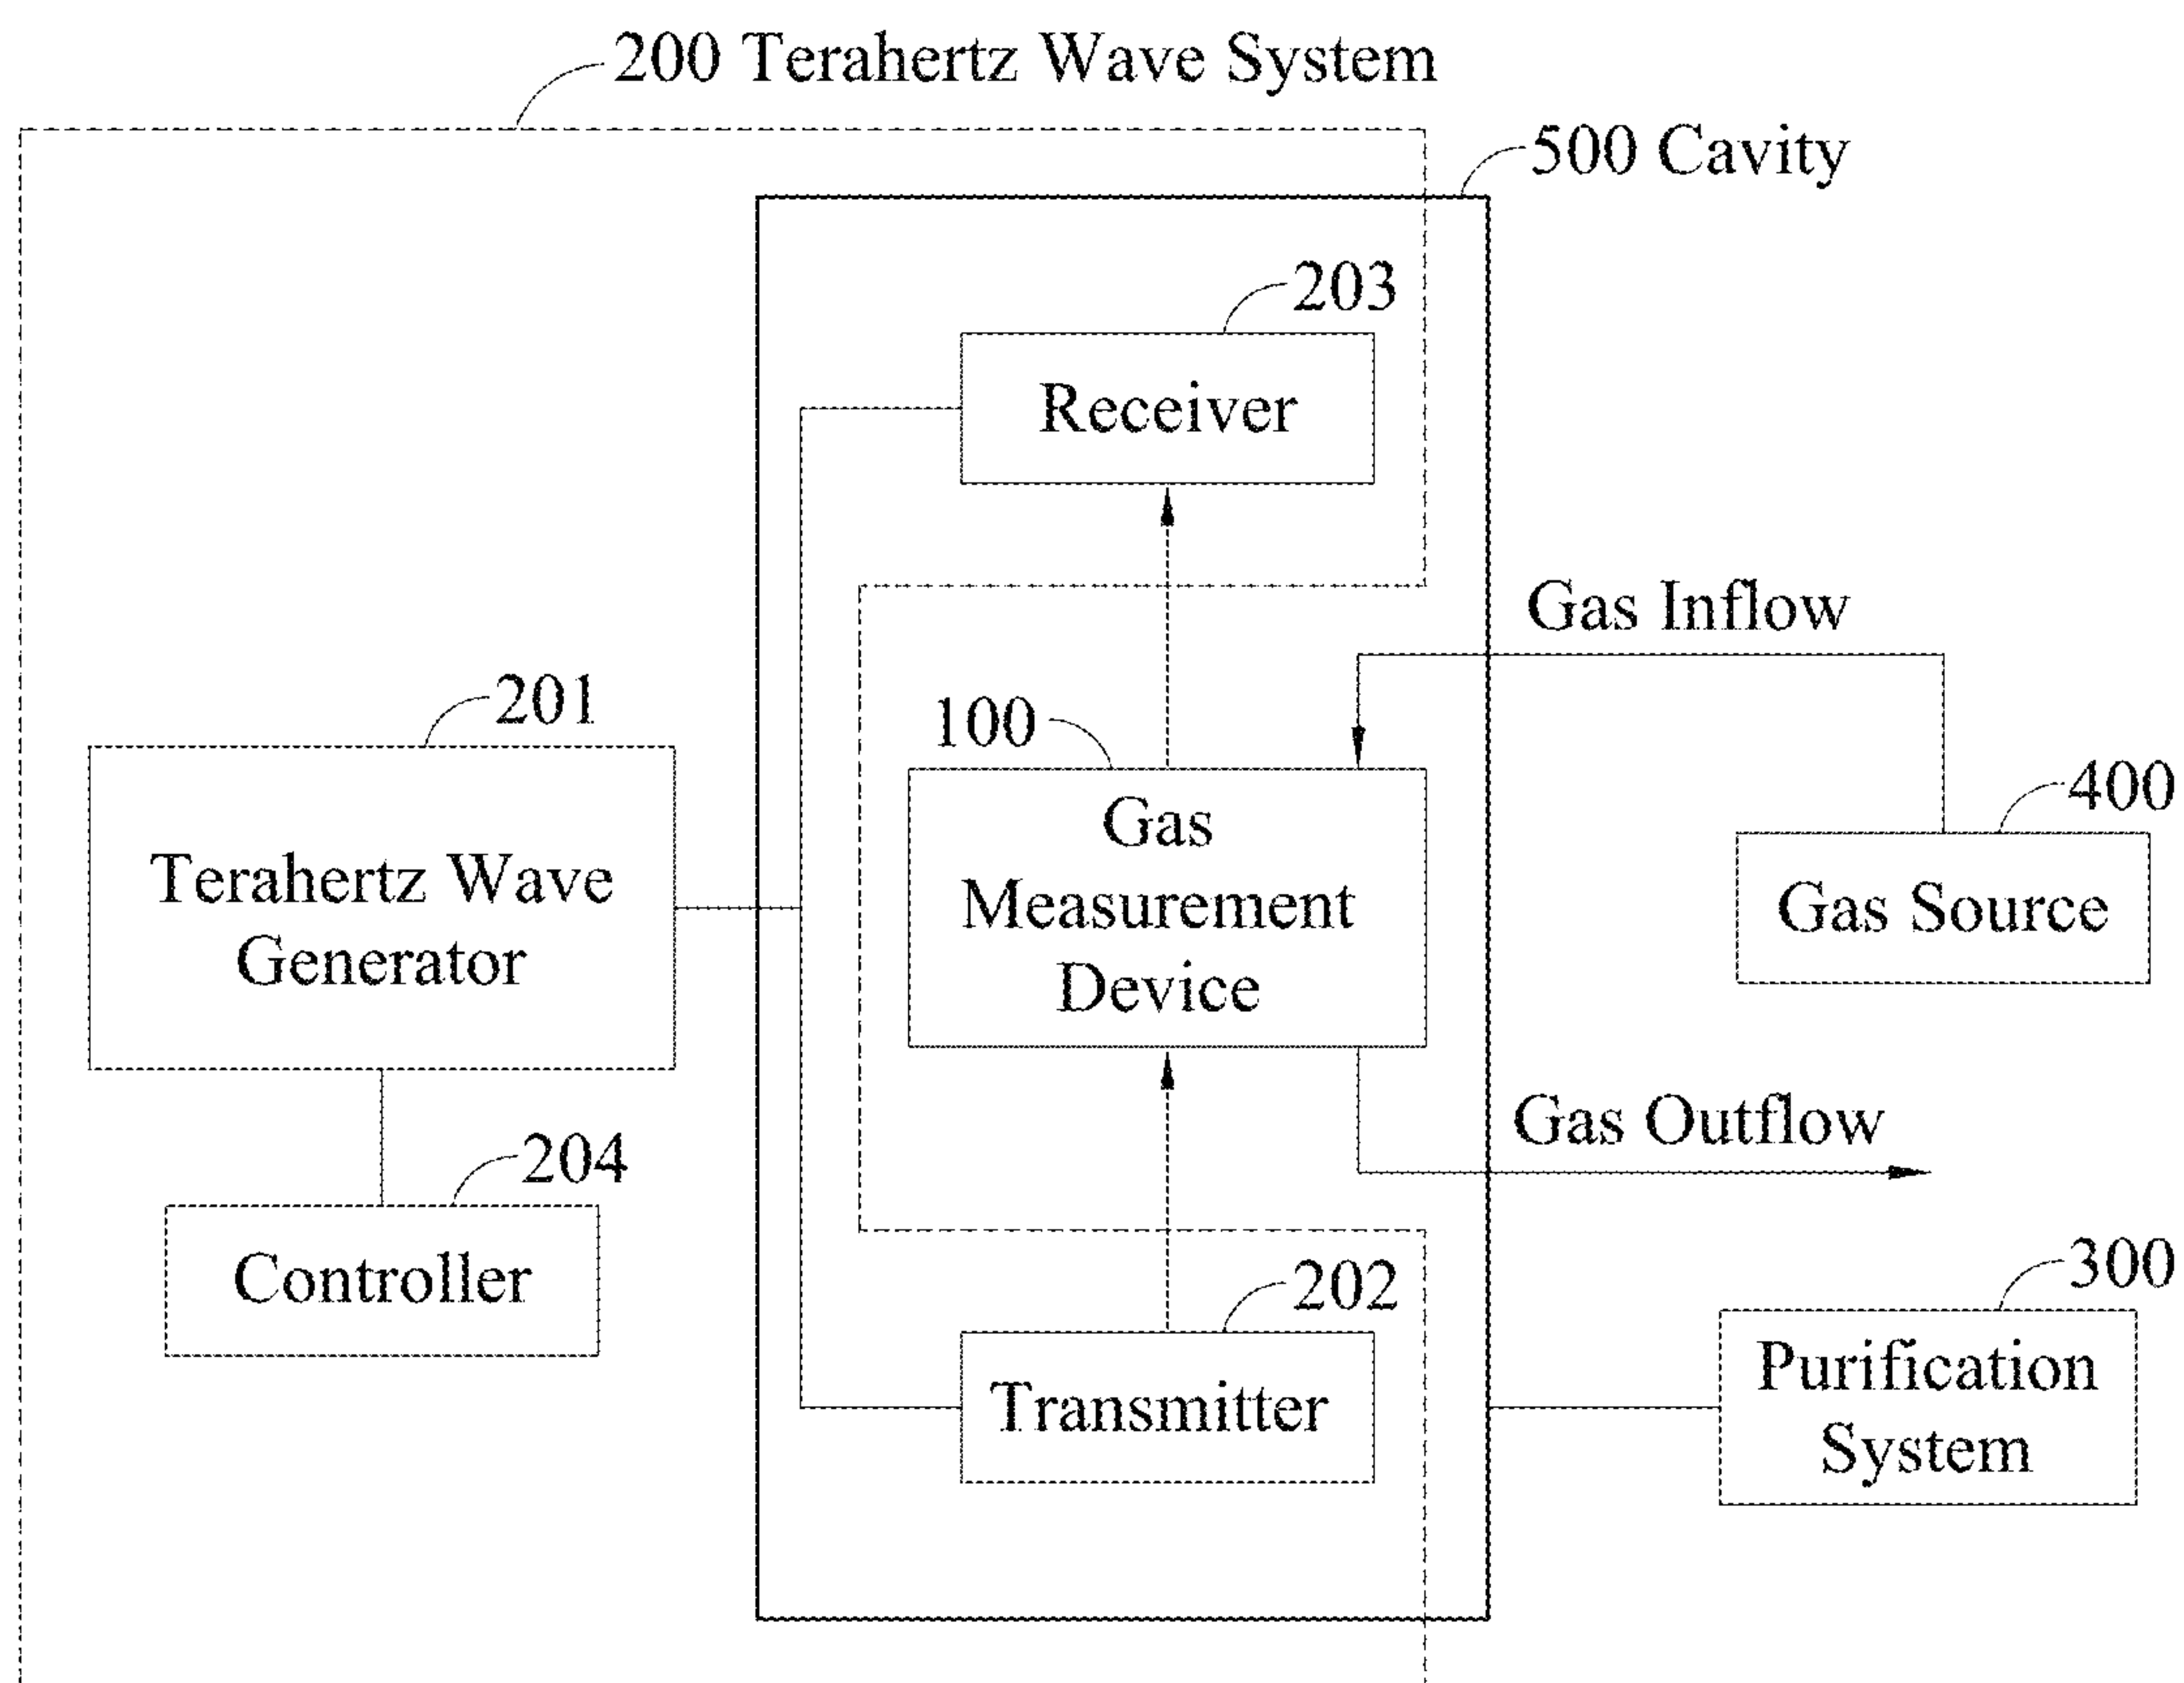 200 Terahertz Wave System
500 Cavity
203
Receiver
Gas Inflow
201
100
400
Terahertz Wave
Generator
Gas
Measurement
Device
Gas Source
Gas Outflow
204
Controller
202
Transmitter
300
Purification
System